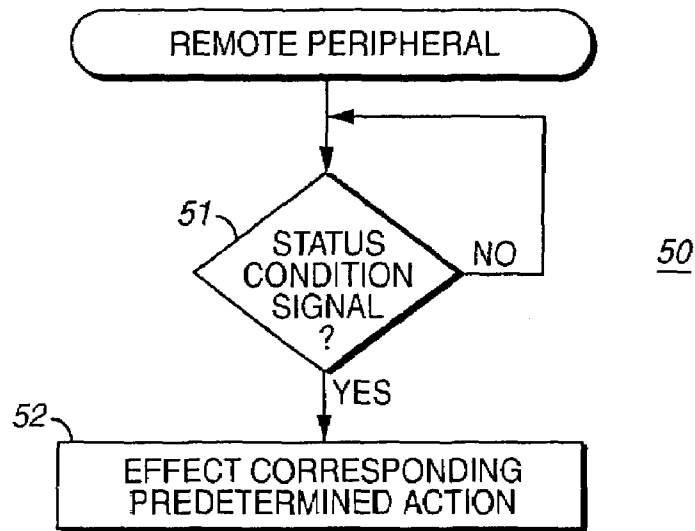 REMOTE PERIPHERAL
51
STATUS
CONDITION
SIGNAL
?
NO
50
YES
52
EFFECT CORRESPONDING
PREDETERMINED ACTION